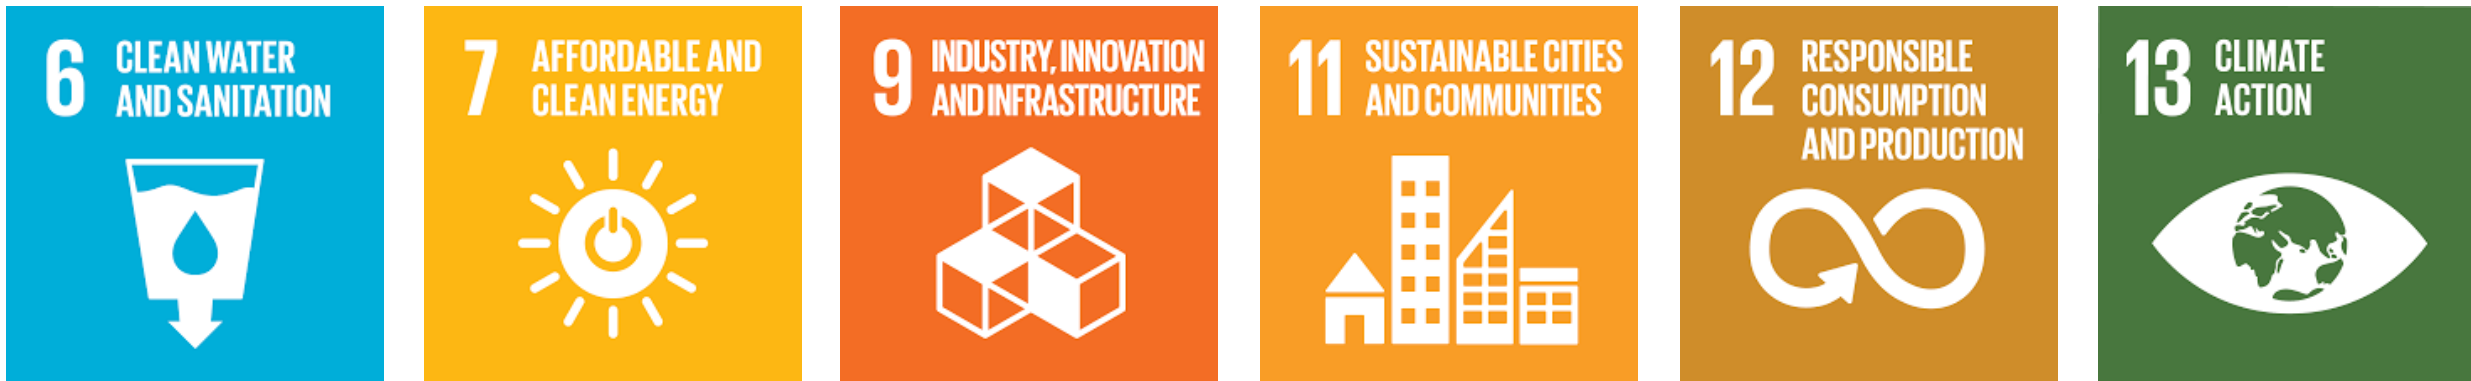 6 CLEAN WATER
AND SANITATION
7 AFFORDABLE AND
CLEAN ENERGY
9 INDUSTRY, INNOVATION
AND INFRASTRUCTURE
11 SUSTAINABLE CITIES
AND COMMUNITIES
12 RESPONSIBLE
CONSUMPTION
AND PRODUCTION
13 CLIMATE
ACTION